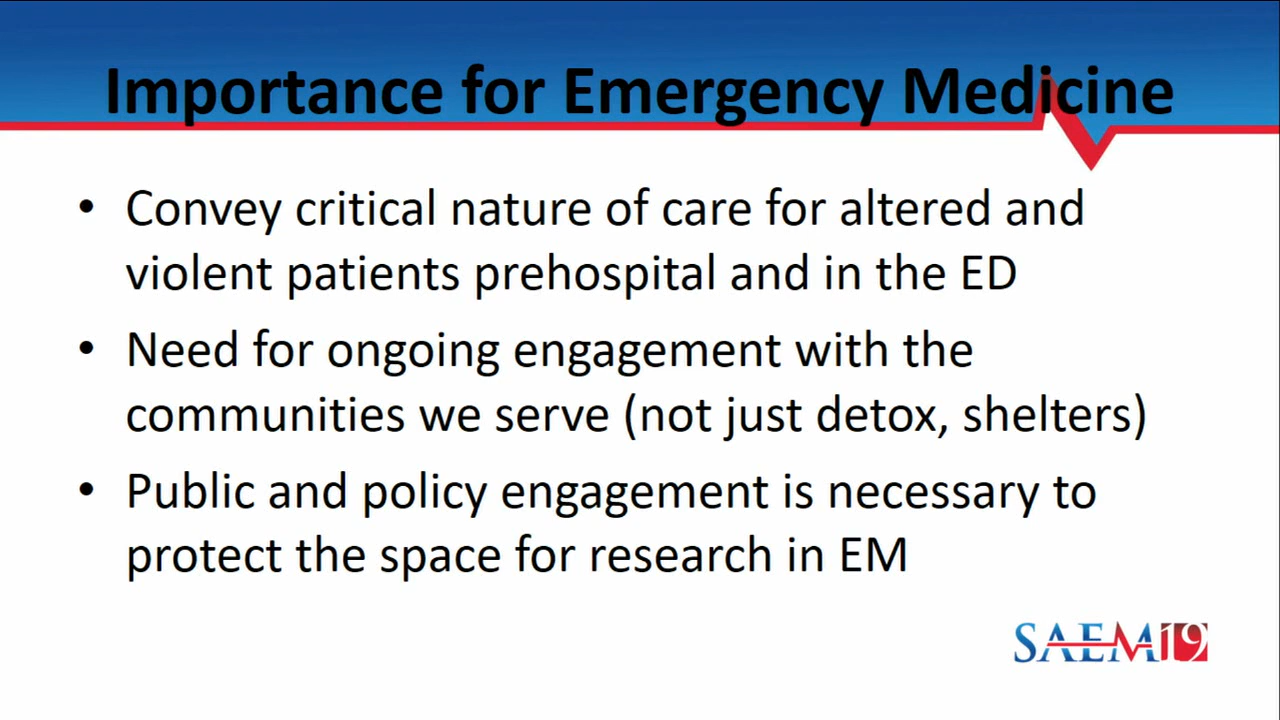 Importance for Emergency Medicine
• Convey critical nature of care for altered and
violent patients prehospital and in the ED
• Need for ongoing engagement with the
communities we serve (not just detox, shelters)
• Public and policy engagement is necessary to
protect the space for research in EM
SAEM19